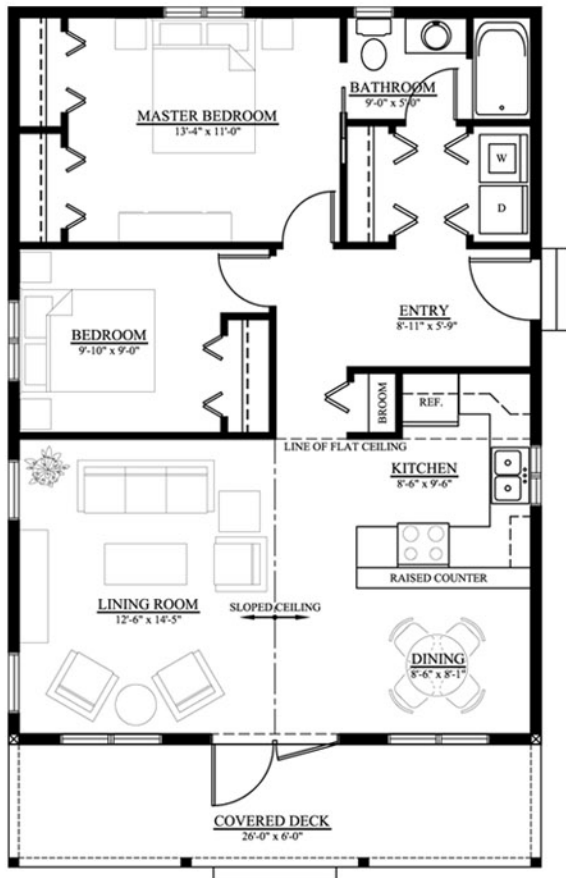 BATHROOM
9'-0" x 5'-0"
MASTER BEDROOM
13'-4" x 11'-0"
W
D
ENTRY
8'-11" x 5'-9"
BEDROOM
9'-10" x 9'-0"
BROOM
REF.
LINE OF FLAT CEILING
KITCHEN
8'-6" x 9'-6"
RAISED COUNTER
LINING ROOM
12'-6" x 14'-5"
SLOPED CEILING
DINING
8'-6" x 8'-1"
COVERED DECK
26'-0" x 6'-0"